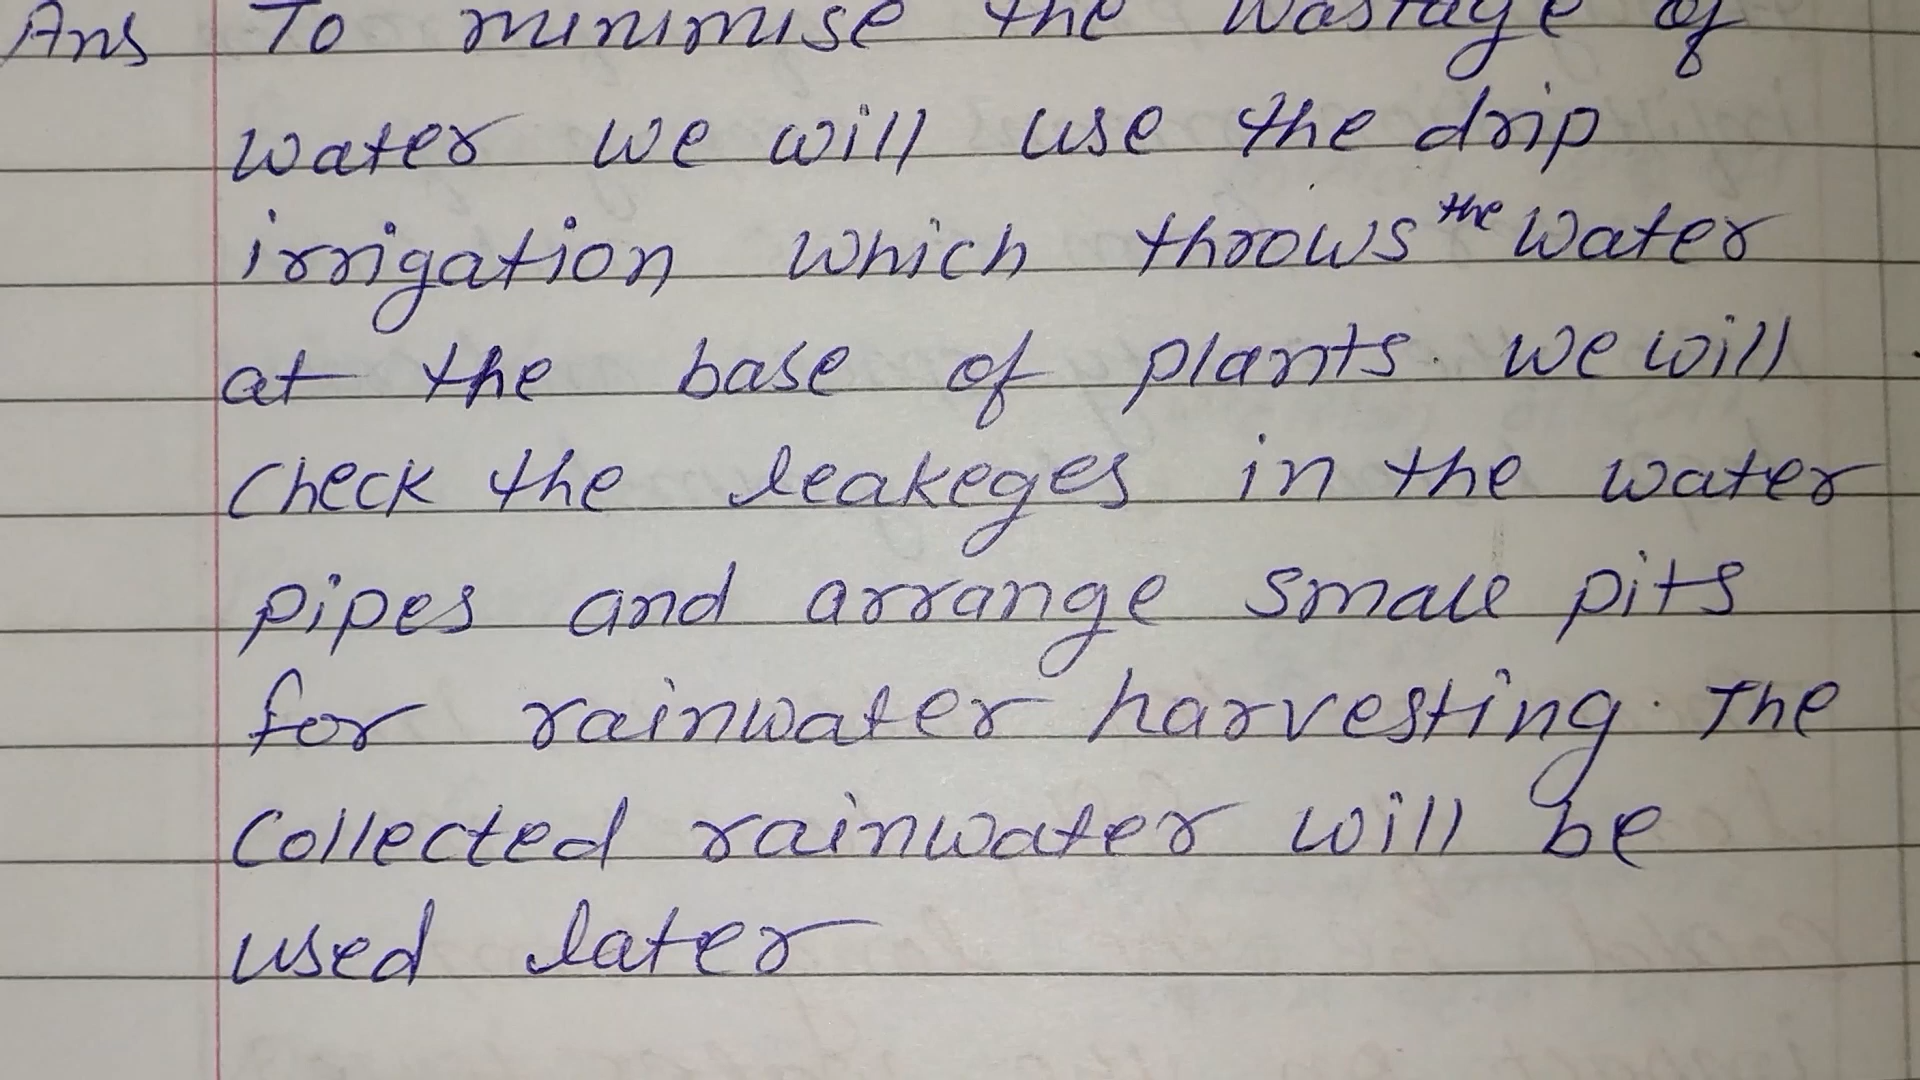 Ans To minimise the wastage of
water we will use the drip
irrigation which throws the water
at the base of plants. We will
check the leakeges in the water
pipes and arrange small pits
for rainwater harvesting. The
collected rainwater will be
used later